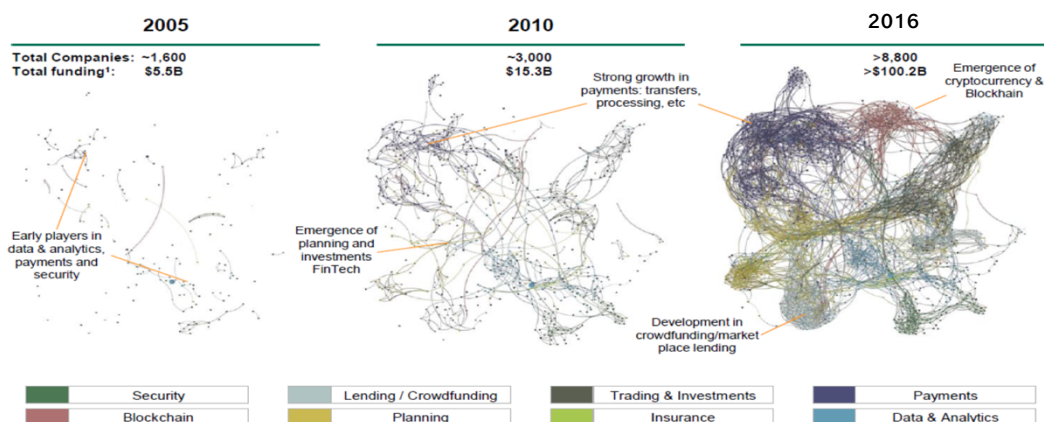 2005
2010
2016
Total Companies: ~1,600
~3,000
>8,800
Total funding¹: $5.5B
$15.3B
>$100.2B
Strong growth in
payments: transfers,
processing, etc
Emergence of
cryptocurrency &
Blockhain
Early players in
data & analytics,
payments and
security
Emergence of
planning and
investments
FinTech
Development in
crowdfunding/market
place lending
Security
Lending / Crowdfunding
Trading & Investments
Payments
Blockchain
Planning
Insurance
Data & Analytics